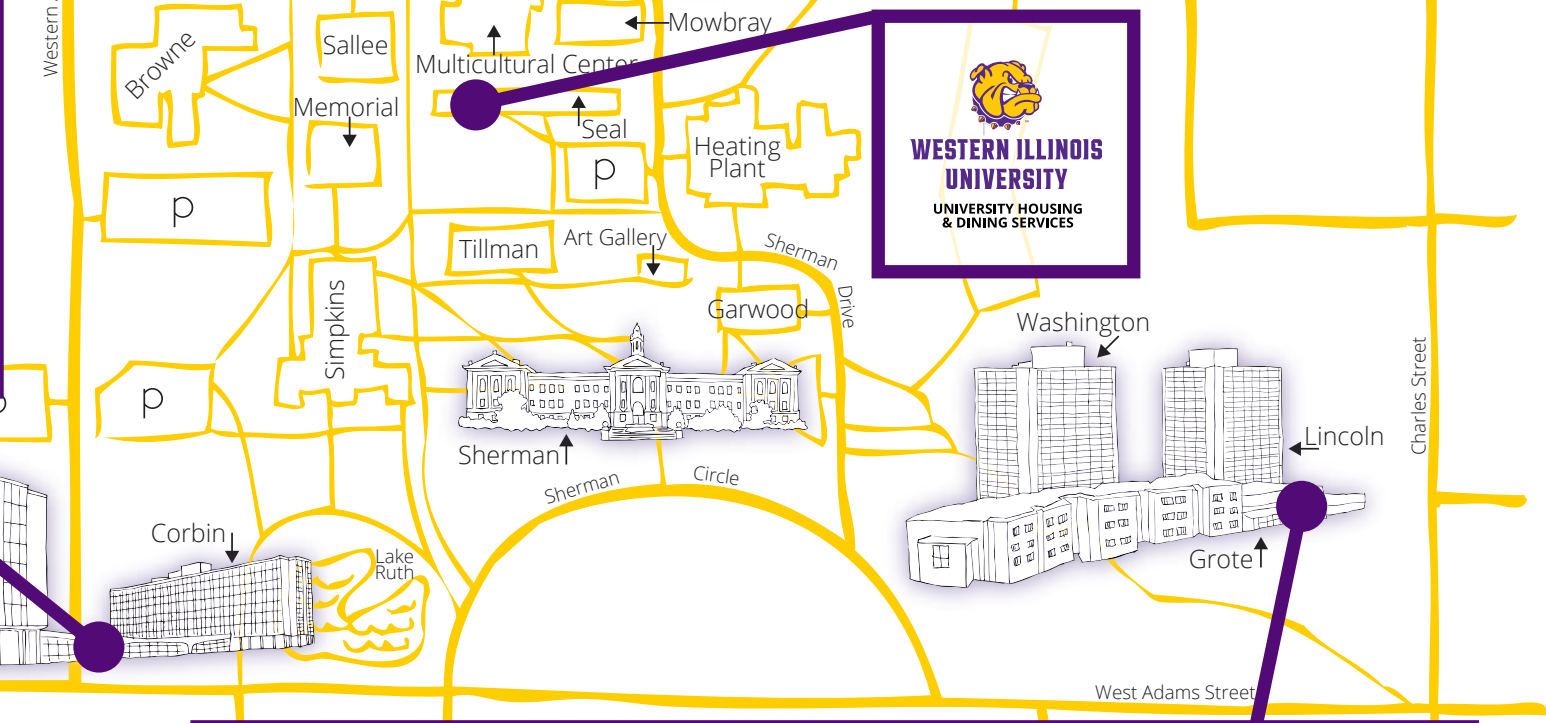 Western
Mowbray
Sallee
Browne
Multicultural Center
Memorial
Seal
Heating
Plant
p
p
WESTERN ILLINOIS
UNIVERSITY
UNIVERSITY HOUSING
& DINING SERVICES
Tillman
Art Gallery
Sherman
Drive
Simpkins
Garwood
Washington
Charles Street
p
Sherman
Lincoln
Sherman
Circle
Corbin
Lake
Ruth
Grote
West Adams Street